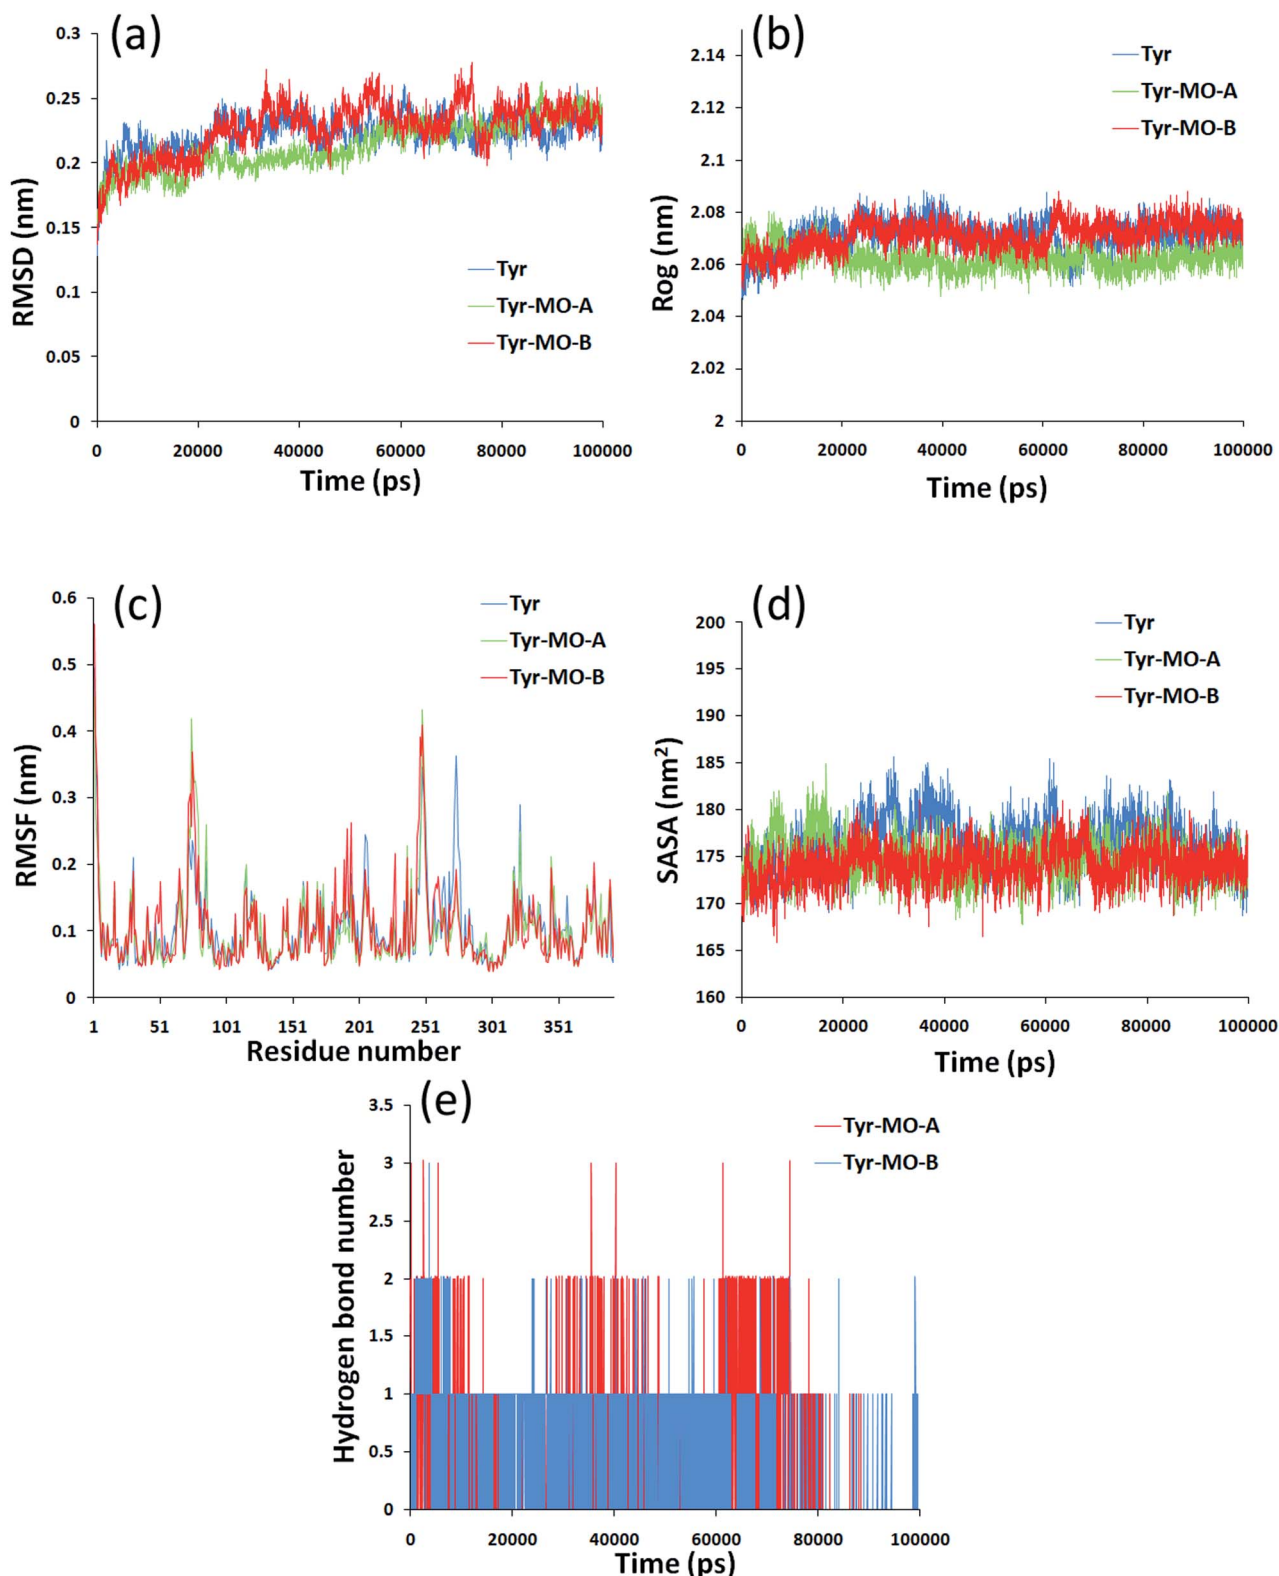 (a)
0.3
0.25
0.2
0.15
0.1
0.05
0
RMSD (nm)
Tyr
Tyr-MO-A
Tyr-MO-B
0 20000 40000 60000 80000 100000
Time (ps)
(b)
2.14
2.12
2.1
2.08
2.06
2.04
2.02
2
Rog (nm)
Tyr
Tyr-MO-A
Tyr-MO-B
0 20000 40000 60000 80000 100000
Time (ps)
(c)
0.6
0.5
0.4
0.3
0.2
0.1
0
RMSF (nm)
Tyr
Tyr-MO-A
Tyr-MO-B
1 51 101 151 201 251 301 351
Residue number
(d)
200
195
190
185
180
175
170
165
160
SASA (nm²)
Tyr
Tyr-MO-A
Tyr-MO-B
0 20000 40000 60000 80000 100000
Time (ps)
(e)
3.5
3
2.5
2
1.5
1
0.5
0
Hydrogen bond number
Tyr-MO-A
Tyr-MO-B
0 20000 40000 60000 80000 100000
Time (ps)